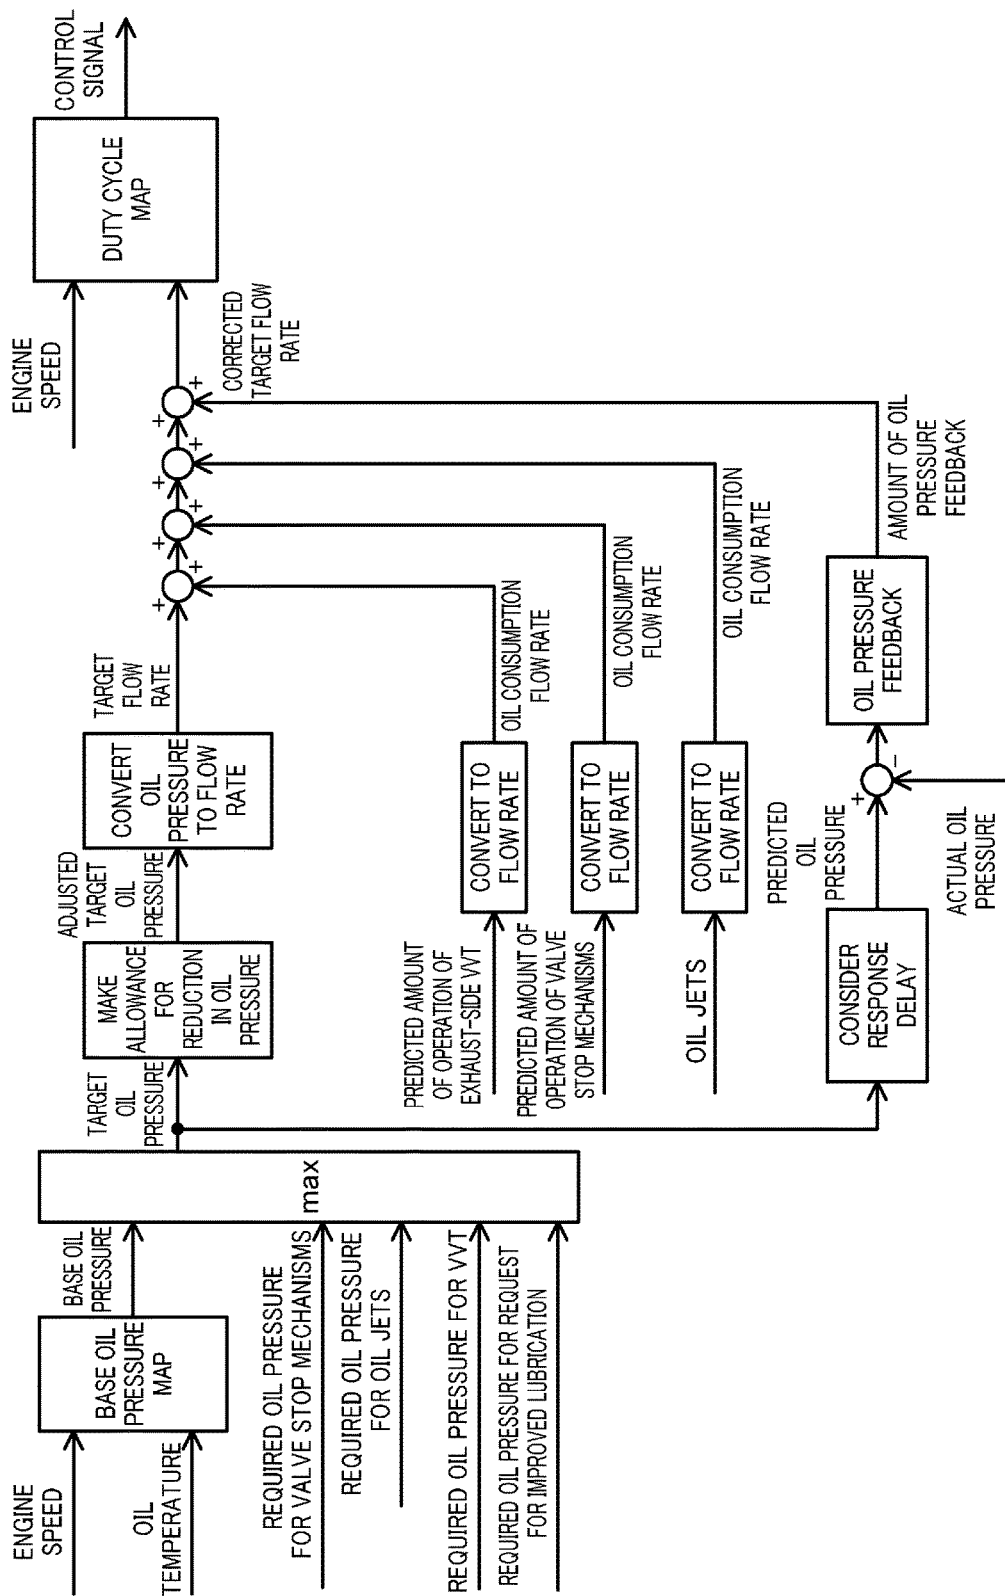 ENGINE
SPEED
OIL
TEMPERATURE
BASE OIL
PRESSURE
MAP
BASE OIL
PRESSURE
REQUIRED OIL PRESSURE
FOR VALVE STOP MECHANISMS
REQUIRED OIL PRESSURE
FOR OIL JETS
REQUIRED OIL PRESSURE FOR VVT
REQUIRED OIL PRESSURE FOR REQUEST
FOR IMPROVED LUBRICATION
max
TARGET
OIL
PRESSURE
MAKE
ALLOWANCE
FOR
REDUCTION
IN OIL
PRESSURE
ADJUSTED
TARGET
OIL
PRESSURE
CONVERT
OIL
PRESSURE
TO FLOW
RATE
TARGET
FLOW
RATE
+
+
+
+
+
+
+
+
CORRECTED
TARGET FLOW
RATE
ENGINE
SPEED
DUTY CYCLE
MAP
CONTROL
SIGNAL
PREDICTED AMOUNT
OF OPERATION OF
EXHAUST-SIDE VVT
CONVERT TO
FLOW RATE
OIL CONSUMPTION
FLOW RATE
PREDICTED AMOUNT OF
OPERATION OF VALVE
STOP MECHANISMS
CONVERT TO
FLOW RATE
OIL CONSUMPTION
FLOW RATE
OIL JETS
CONVERT TO
FLOW RATE
OIL CONSUMPTION
FLOW RATE
CONSIDER
RESPONSE
DELAY
PREDICTED
OIL
PRESSURE
+
-
ACTUAL OIL
PRESSURE
OIL PRESSURE
FEEDBACK
AMOUNT OF OIL
PRESSURE
FEEDBACK